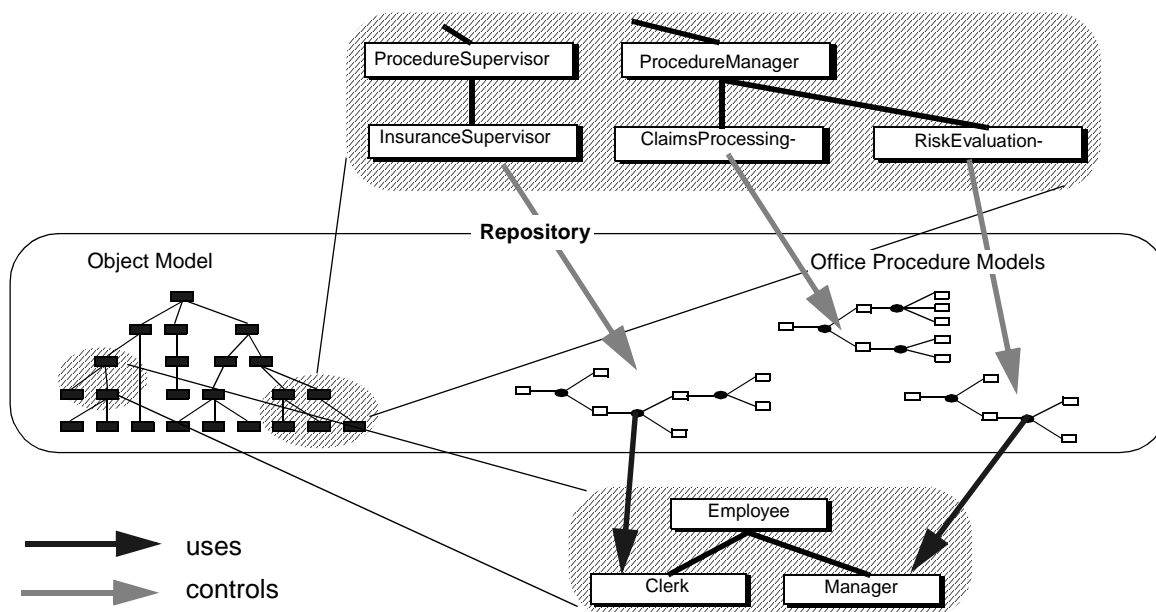 ProcedureSupervisor
ProcedureManager
InsuranceSupervisor
ClaimsProcessing-
RiskEvaluation-
Repository
Object Model
Office Procedure Models
Employee
uses
Clerk
Manager
controls